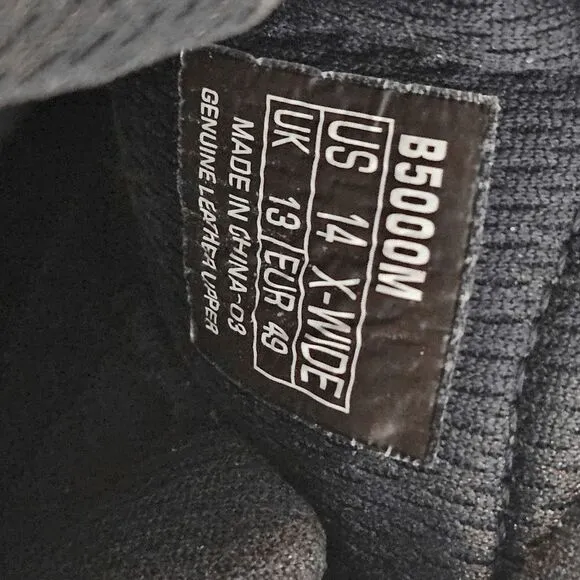 B5000M
US 14 X-WIDE
UK 13 EUR 49
MADE IN CHINA-03
GENUINE LEATHER UPPER